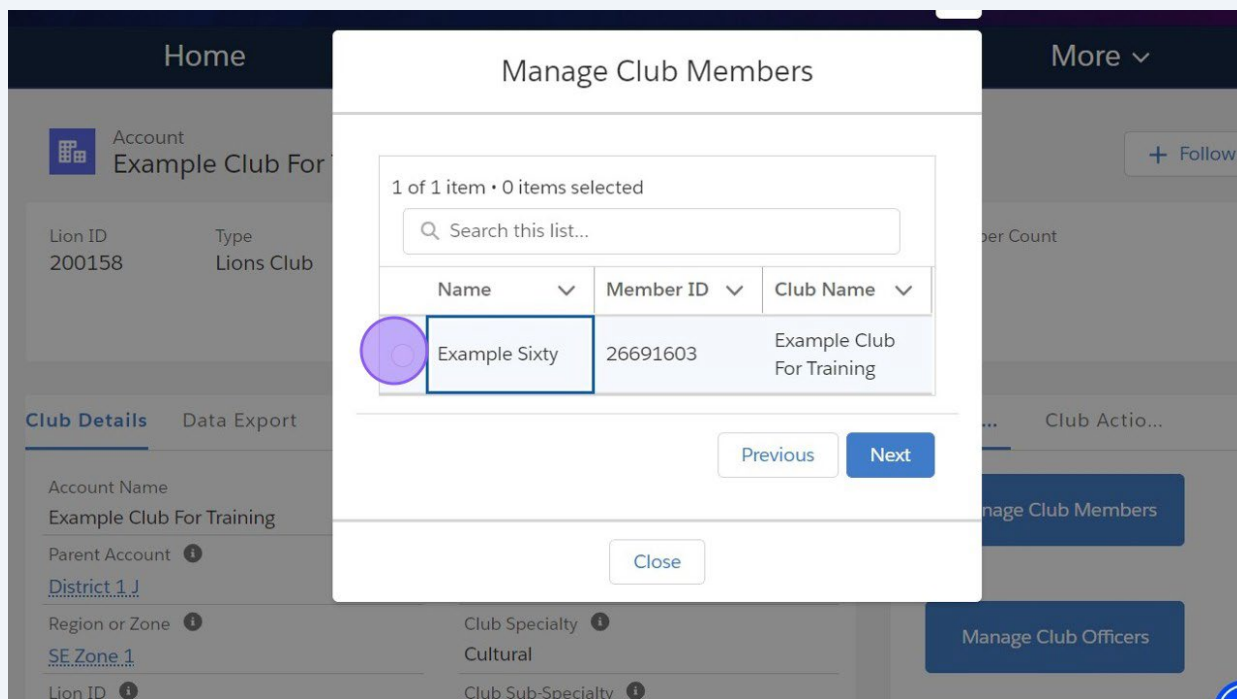 Home
More
Manage Club Members
Account
Example Club For
Follow
1 of 1 item • 0 items selected
Search this list...
Lion ID
Type
per Count
200158
Lions Club
Name
Member ID
Club Name
Example Sixty
26691603
Example Club
For Training
Club Details
Data Export
...
Club Actio...
Previous
Next
Account Name
Example Club For Training
nage Club Members
Parent Account
District 1 J
Close
Region or Zone
SE Zone 1
Club Specialty
Cultural
Manage Club Officers
Lion ID
Club Sub-Specialty